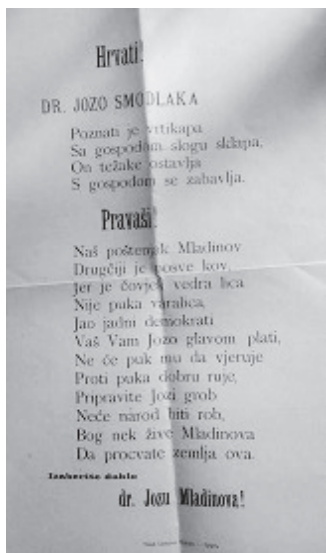 Hrvati!
DR. JOZO SMODLAKA
Poznati je vrtikapa
Sa gospodom slogu sklapa,
On težake ostavlja
S gospodom se zabavlja.
Pravaši!
Naš poštenjak Mladinov
Drugčiji je posve kov,
Jer je čovjek vedra lica
Nije puka varalica,
Jao jadni demokrati
Vaš Vam Jozo glavom plati,
Ne će puk mu da vjeruje
Proti puka dobru ruje,
Pripravite Jozi grob
Neće narod biti rob,
Bog nek žive Mladinova
Da procvate zemlja ova.
Izaberite dakle
dr. Jozu Mladinova!